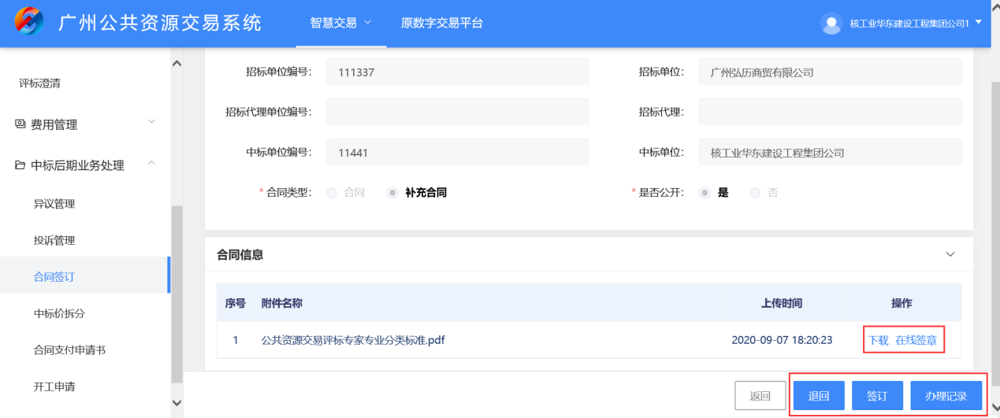 广州公共资源交易系统 智慧交易 原数字交易平台 核工业华东建设工程集团公司1
评标澄清
费用管理
中标后期业务处理
异议管理
投诉管理
合同签订
中标价拆分
合同支付申请书
开工申请
招标单位编号: 111337 招标单位: 广州弘历商贸有限公司
招标代理单位编号: 招标代理:
中标单位编号: 11441 中标单位: 核工业华东建设工程集团公司
* 合同类型: 合同 补充合同 * 是否公开: 是 否
合同信息
序号 附件名称 上传时间 操作
1 公共资源交易评标专家专业分类标准.pdf 2020-09-07 18:20:23 下载 在线签章
返回 退回 签订 办理记录